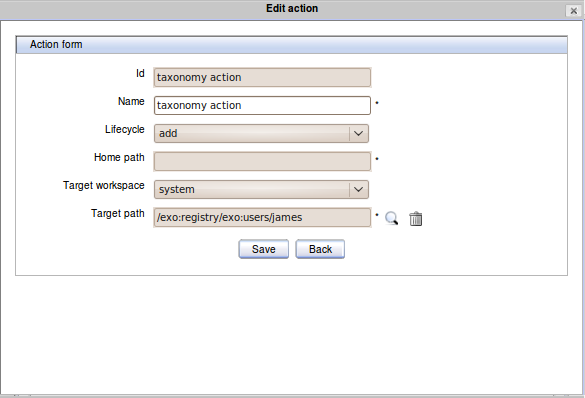 Edit action
Action form
Id taxonomy action
Name taxonomy action *
Lifecycle add
Home path *
Target workspace system
Target path /exo:registry/exo:users/james *
Save Back